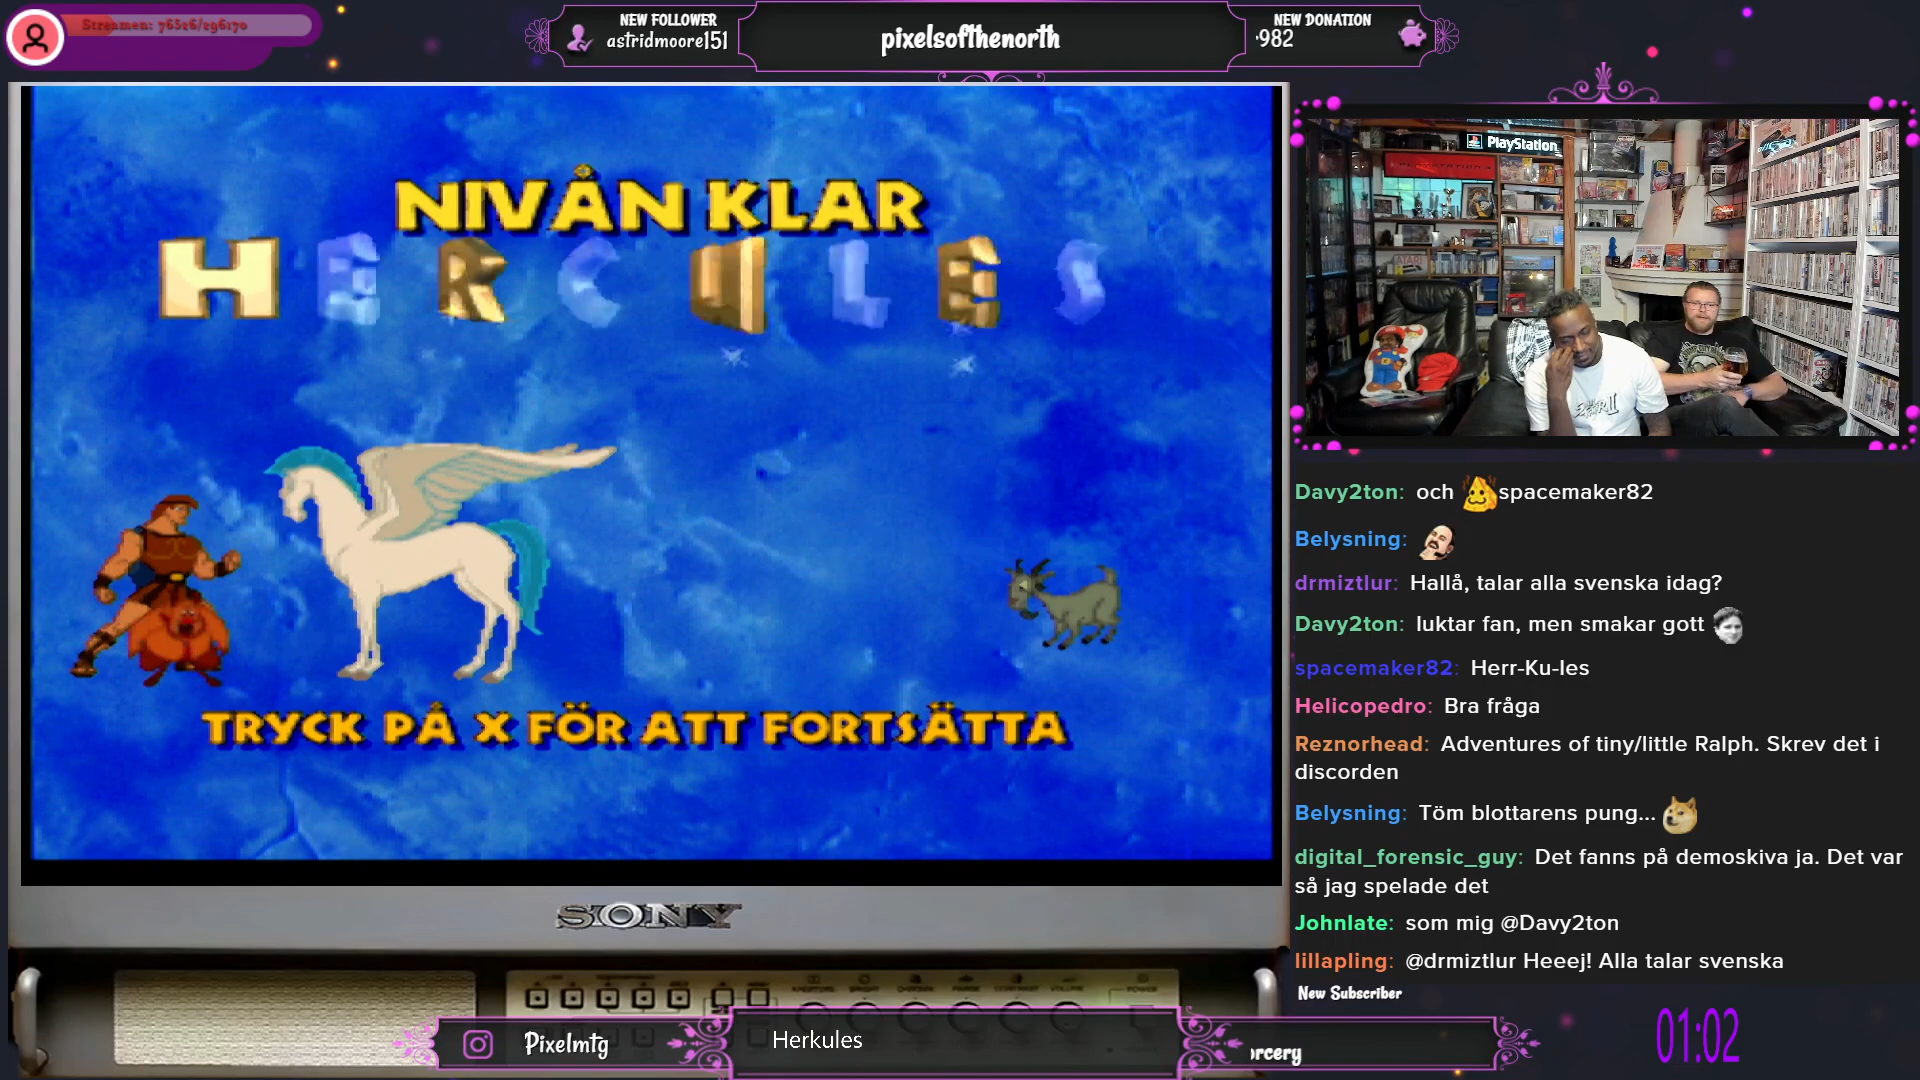 Streamen: 76526/296170
NEW FOLLOWER
astridmoore151
pixelsofthenorth
NEW DONATION
982
NIVÅN KLAR
HERCULES
TRYCK PÅ X FÖR ATT FORTSÄTTA
SONY
PlayStation
Davy2ton: och spacemaker82
Belysning:
drmiztlur: Hallå, talar alla svenska idag?
Davy2ton: luktar fan, men smakar gott
spacemaker82: Herr-Ku-les
Helicopedro: Bra fråga
Reznorhead: Adventures of tiny/little Ralph. Skrev det i
discorden
Belysning: Töm blottarens pung...
digital_forensic_guy: Det fanns på demoskiva ja. Det var
så jag spelade det
Johnlate: som mig @Davy2ton
lillapling: @drmiztlur Heeej! Alla talar svenska
New Subscriber
Pixelmtg
Herkules
orcery
01:02